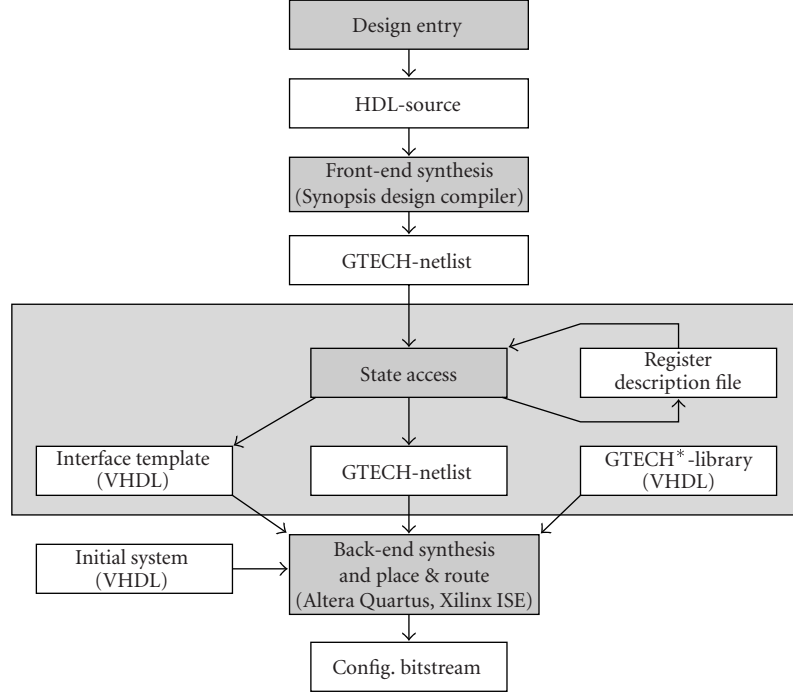 Design entry
HDL-source
Front-end synthesis
(Synopsis design compiler)
GTECH-netlist
State access
Register
description file
Interface template
(VHDL)
GTECH-netlist
GTECH*-library
(VHDL)
Initial system
(VHDL)
Back-end synthesis
and place & route
(Altera Quartus, Xilinx ISE)
Config. bitstream